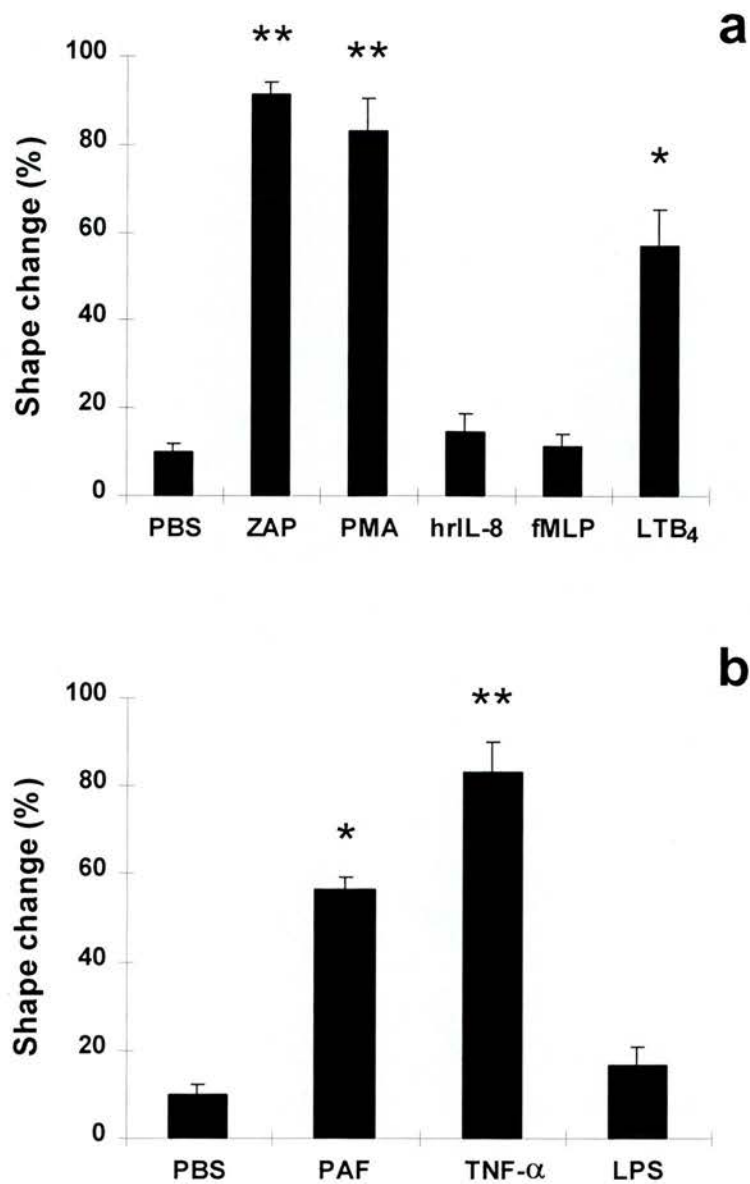 a
** **
*
100
80
60
40
20
0
Shape change (%)
PBS ZAP PMA hrIL-8 fMLP LTB₄
b
**
*
100
80
60
40
20
0
Shape change (%)
PBS PAF TNF-α LPS